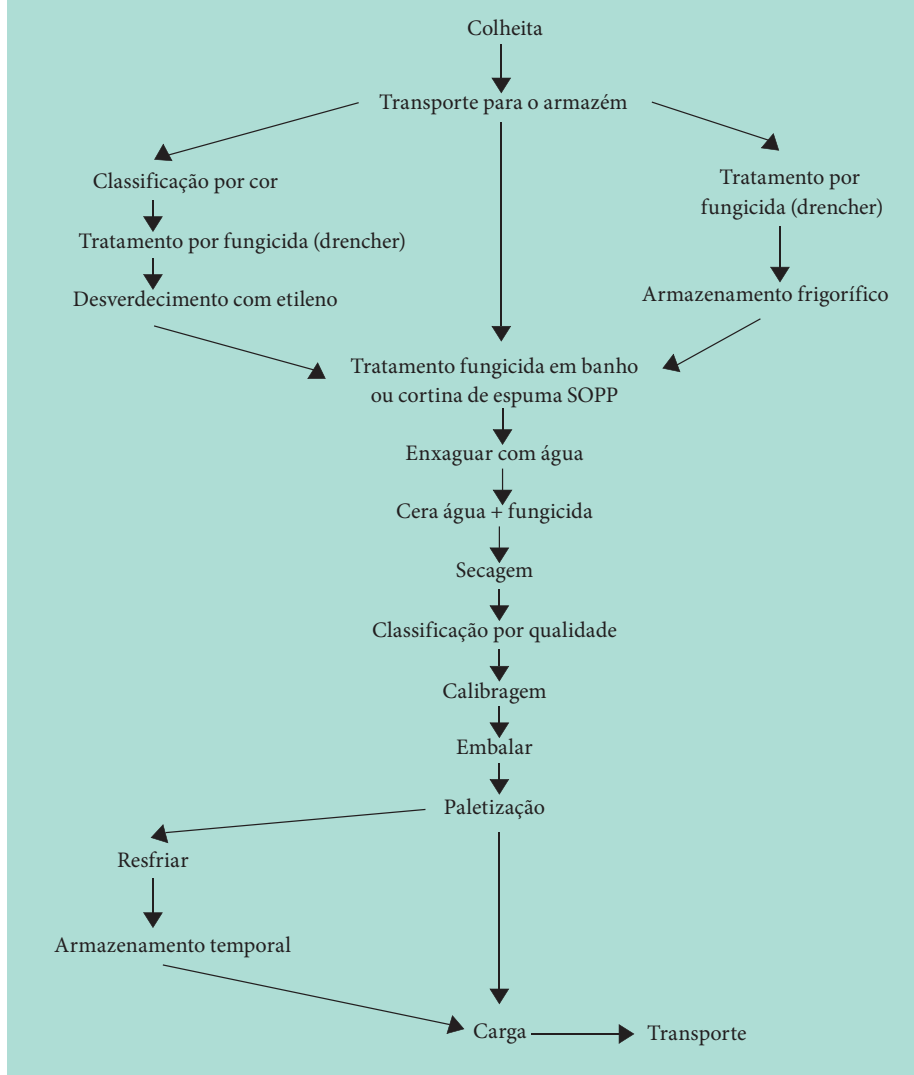 Colheita
Transporte para o armazém
Classificação por cor
Tratamento por fungicida (drencher)
Desverdecimento com etileno
Tratamento por
fungicida (drencher)
Armazenamento frigorífico
Tratamento fungicida em banho
ou cortina de espuma SOPP
Enxaguar com água
Cera água + fungicida
Secagem
Classificação por qualidade
Calibragem
Embalar
Paletização
Resfriar
Armazenamento temporal
Carga
Transporte